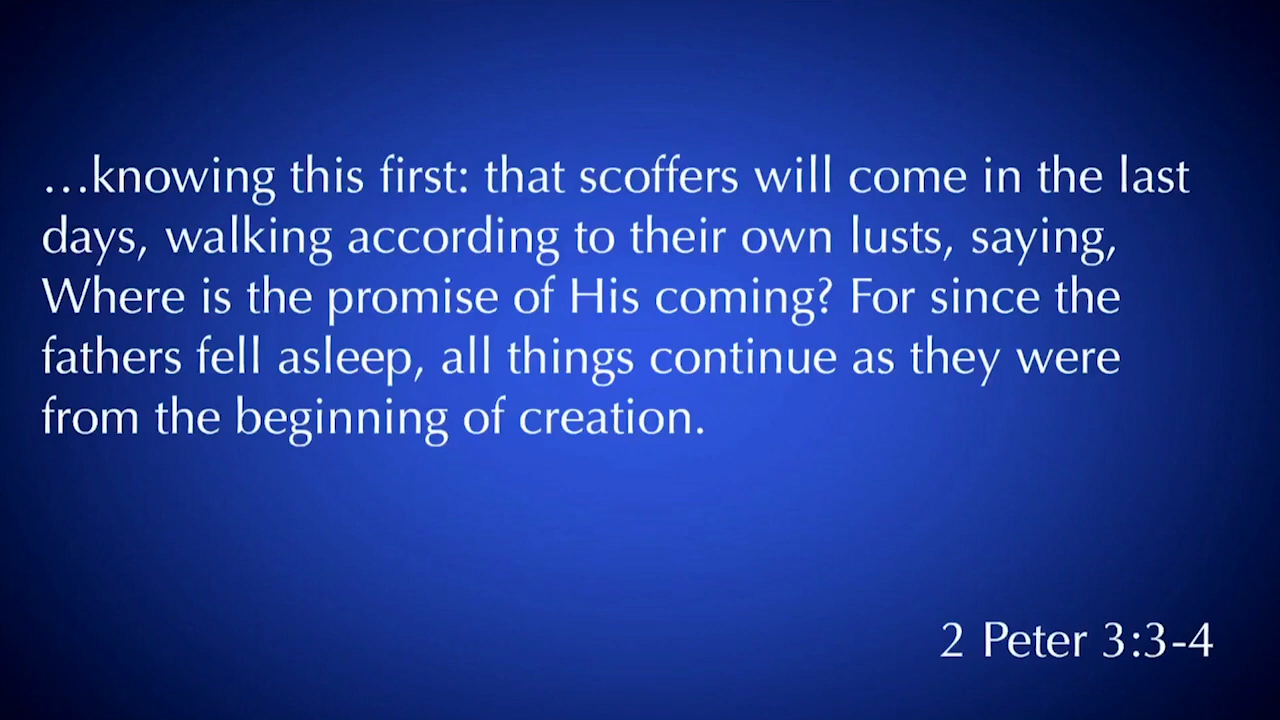 …knowing this first: that scoffers will come in the last
days, walking according to their own lusts, saying,
Where is the promise of His coming? For since the
fathers fell asleep, all things continue as they were
from the beginning of creation.
2 Peter 3:3-4